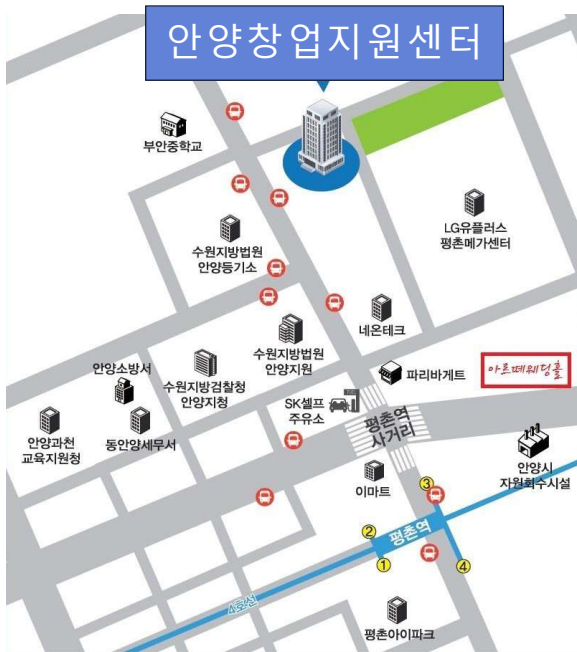 안양창업지원센터
부안중학교
수원지방법원
안양등기소
LG유플러스
평촌메가센터
네온테크
수원지방법원
안양지원
수원지방검찰청
안양지청
안양소방서
파리바게트
아르떼웨딩홀
SK셀프
주유소
평촌역
사거리
안양과천
교육지원청
동안양세무서
이마트
안양시
자원회수시설
3
2
평촌역
1
4
4호선
평촌아이파크